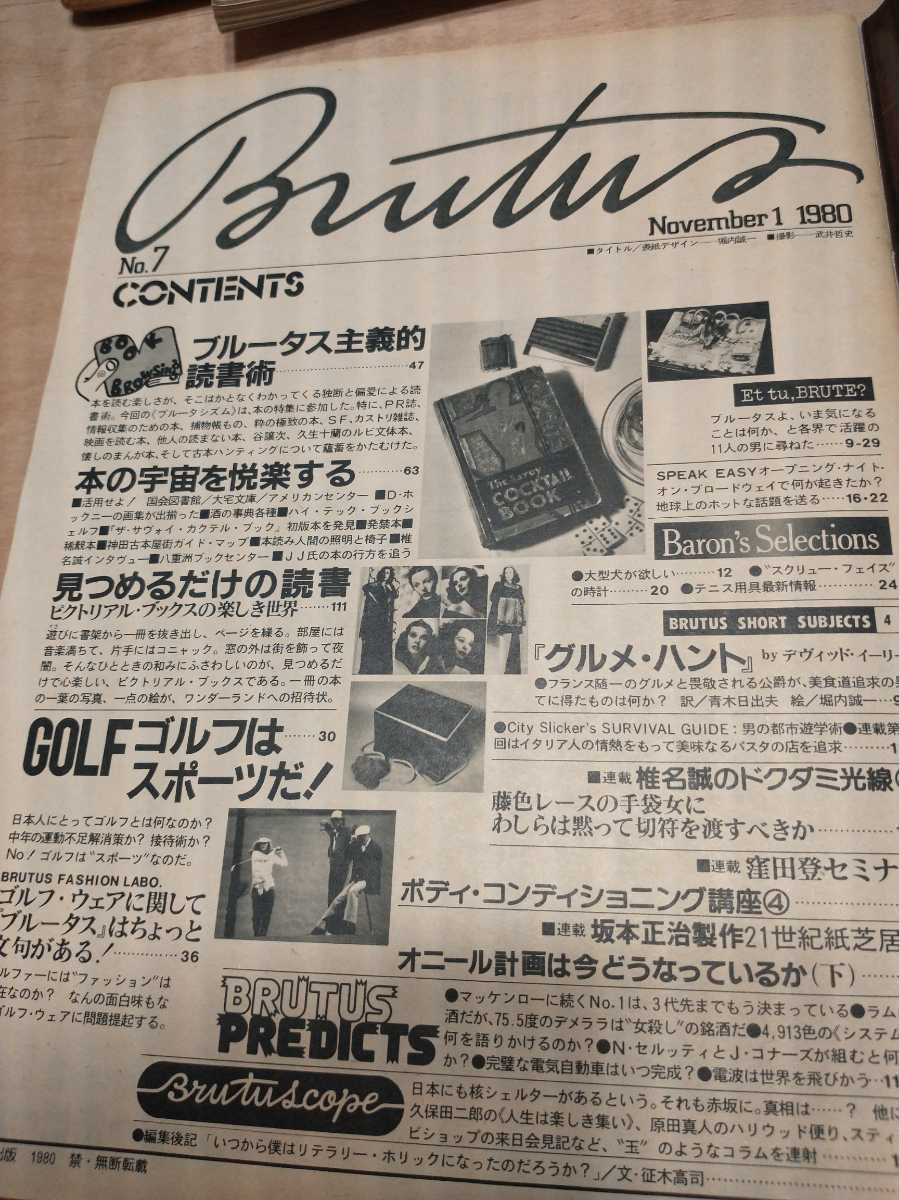 Brutus
No.7
November 1 1980
■タイトル/表紙デザイン――堀内誠一 ■撮影――武井哲史
CONTENTS
BOOK
BROWSing
ブルータス主義的
読書術
47
本を読む楽しさが、そこはかとなくわかってくる独断と偏愛による読
書術。今回の〈ブルータシズム〉は、本の特集に参加した。特に、PR誌、
情報収集のための本、捕物帳もの、粋の極致の本、SF、カストリ雑誌、
映画を読む本、他人の読まない本、谷譲次、久生十蘭のルビ文体本、
懐しのまんが本、そして古本ハンティングについて蘊蓄をかたむけた。
本の宇宙を悦楽する
63
■活用せよ! 国会図書館/大宅文庫/アメリカンセンター ■D・ホ
ックニーの画集が出揃った■酒の事典各種■ハイ・テック・ブックシ
ェルフ■「ザ・サヴォイ・カクテル・ブック」初版本を発見■発禁本■
稀覯本■神田古本屋街ガイド・マップ■本読み人間の照明と椅子■椎
名誠インタヴュー■八重洲ブックセンター■JJ氏の本の行方を追う
見つめるだけの読書
ピクトリアル・ブックスの楽しき世界……111
遊びに書架から一冊を抜き出し、ページを繰る。部屋には
音楽満ちて、片手にはコニャック。窓の外は街を飾って夜
闇。そんなひとときの和みにふさわしいのが、見つめるだ
けで心楽しい、ピクトリアル・ブックスである。一冊の本
の一葉の写真、一点の絵が、ワンダーランドへの招待状。
GOLFゴルフは
スポーツだ!
30
日本人にとってゴルフとは何なのか?
中年の運動不足解消策か? 接待術か?
No! ゴルフは"スポーツ"なのだ。
BRUTUS FASHION LABO.
ゴルフ・ウェアに関して
『ブルータス』はちょっと
文句がある!
36
ルファーには"ファッション"は
在なのか? なんの面白味もな
ルフ・ウェアに問題提起する。
The Savoy
COCKTAIL
BOOK
Et tu, BRUTE?
ブルータスよ、いま気になる
ことは何か、と各界で活躍の
11人の男に尋ねた……9-29
SPEAK EASYオープニング・ナイト・
オン・ブロードウェイで何が起きたか?
地球上のホットな話題を送る……16・22
Baron's Selections
●大型犬が欲しい………12 ●"スクリュー・フェイス"
の時計………20 ●テニス用具最新情報………24
BRUTUS SHORT SUBJECTS 4
『グルメ・ハント』by デヴィッド・イーリー
●フランス随一のグルメと畏敬される公爵が、美食道追求の
てに得たものは何か? 訳/青木日出夫 絵/堀内誠一
●City Slicker's SURVIVAL GUIDE:男の都市遊学術●連載第
回はイタリア人の情熱をもって美味なるパスタの店を追求
■連載 椎名誠のドクダミ光線
藤色レースの手袋女に
わしらは黙って切符を渡すべきか
■連載 窪田登セミナ
ボディ・コンディショニング講座④
■連載 坂本正治製作21世紀紙芝居
オニール計画は今どうなっているか(下)
BRUTUS
PREDICTS
●マッケンローに続くNo.1は、3代先までもう決まっている●ラム
酒だが、75.5度のデメララは"女殺し"の銘酒だ●4,913色の《システム
何を語りかけるのか?●N・セルッティとJ・コナーズが組むと何
か?●完璧な電気自動車はいつ完成?●電波は世界を飛びかう
Brutuscope
日本にも核シェルターがあるという。それも赤坂に。真相は……? 他に
久保田二郎の《人生は楽しき集い》、原田真人のハリウッド便り、スティ
ビショップの来日会見記など、"玉"のようなコラムを連射
●編集後記「いつから僕はリテラリー・ホリックになったのだろうか?」/文・征木高司
出版 1980 禁・無断転載